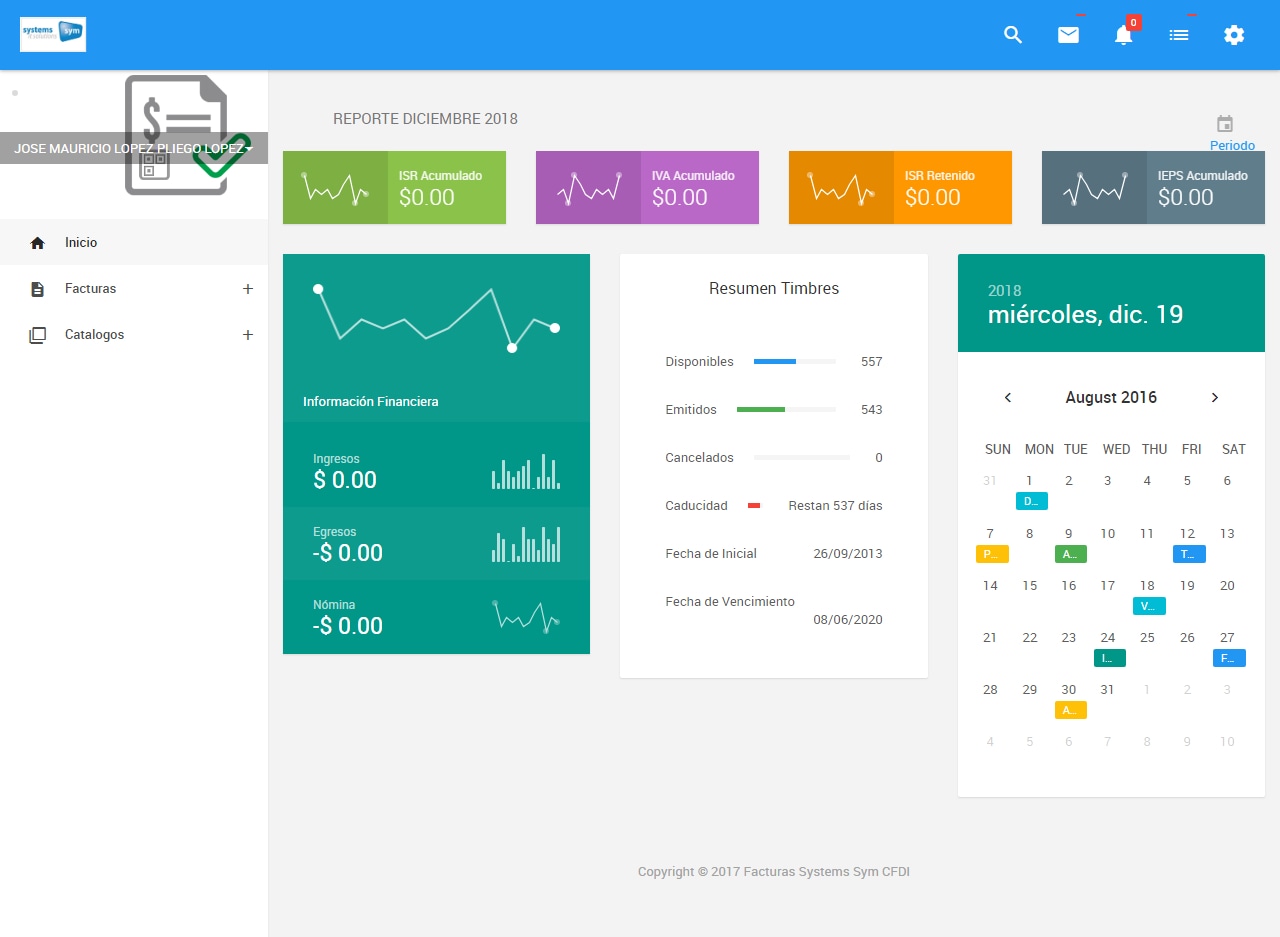 systems sym
it solutions
0
JOSE MAURICIO LOPEZ PLIEGO LOPEZ
Inicio
Facturas +
Catalogos +
REPORTE DICIEMBRE 2018
Periodo
ISR Acumulado
$0.00
IVA Acumulado
$0.00
ISR Retenido
$0.00
IEPS Acumulado
$0.00
Información Financiera
Ingresos
$ 0.00
Egresos
-$ 0.00
Nómina
-$ 0.00
Resumen Timbres
Disponibles 557
Emitidos 543
Cancelados 0
Caducidad Restan 537 días
Fecha de Inicial 26/09/2013
Fecha de Vencimiento
08/06/2020
2018
miércoles, dic. 19
August 2016
SUN MON TUE WED THU FRI SAT
31 1 2 3 4 5 6
D...
7 8 9 10 11 12 13
P... A... T...
14 15 16 17 18 19 20
V...
21 22 23 24 25 26 27
I... F...
28 29 30 31 1 2 3
A...
4 5 6 7 8 9 10
Copyright © 2017 Facturas Systems Sym CFDI